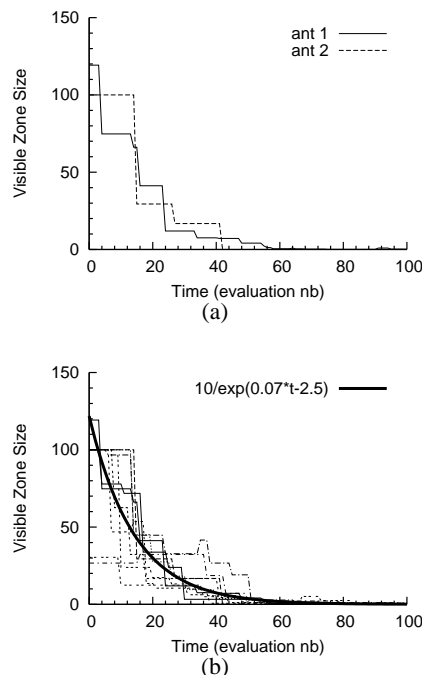 150
ant 1
ant 2
100
50
0
Visible Zone Size
0 20 40 60 80 100
Time (evaluation nb)
(a)
150
10/exp(0.07*t-2.5)
100
50
0
Visible Zone Size
0 20 40 60 80 100
Time (evaluation nb)
(b)